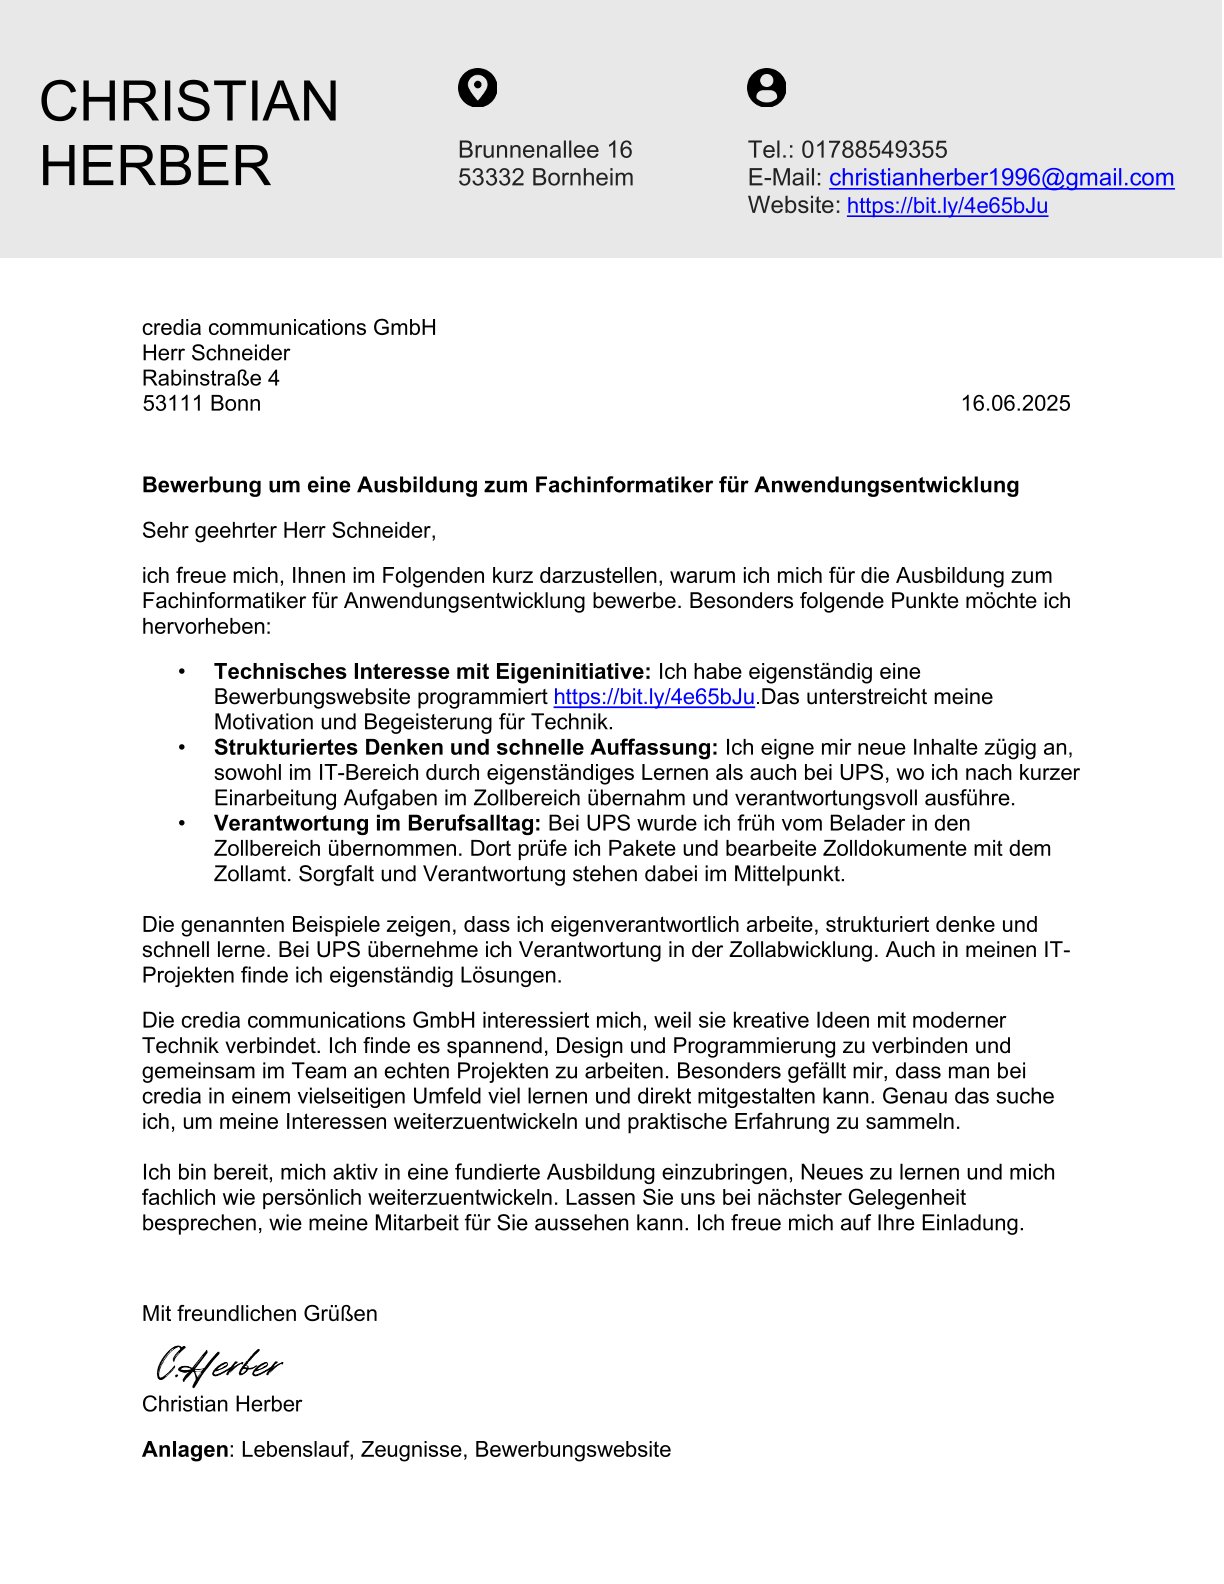 CHRISTIAN
HERBER
Brunnenallee 16
53332 Bornheim
Tel.: 01788549355
E-Mail: christianherber1996@gmail.com
Website: https://bit.ly/4e65bJu
credia communications GmbH
Herr Schneider
Rabinstraße 4
53111 Bonn 16.06.2025
Bewerbung um eine Ausbildung zum Fachinformatiker für Anwendungsentwicklung
Sehr geehrter Herr Schneider,
ich freue mich, Ihnen im Folgenden kurz darzustellen, warum ich mich für die Ausbildung zum
Fachinformatiker für Anwendungsentwicklung bewerbe. Besonders folgende Punkte möchte ich
hervorheben:
• Technisches Interesse mit Eigeninitiative: Ich habe eigenständig eine
Bewerbungswebsite programmiert https://bit.ly/4e65bJu.Das unterstreicht meine
Motivation und Begeisterung für Technik.
• Strukturiertes Denken und schnelle Auffassung: Ich eigne mir neue Inhalte zügig an,
sowohl im IT-Bereich durch eigenständiges Lernen als auch bei UPS, wo ich nach kurzer
Einarbeitung Aufgaben im Zollbereich übernahm und verantwortungsvoll ausführe.
• Verantwortung im Berufsalltag: Bei UPS wurde ich früh vom Belader in den
Zollbereich übernommen. Dort prüfe ich Pakete und bearbeite Zolldokumente mit dem
Zollamt. Sorgfalt und Verantwortung stehen dabei im Mittelpunkt.
Die genannten Beispiele zeigen, dass ich eigenverantwortlich arbeite, strukturiert denke und
schnell lerne. Bei UPS übernehme ich Verantwortung in der Zollabwicklung. Auch in meinen IT-
Projekten finde ich eigenständig Lösungen.
Die credia communications GmbH interessiert mich, weil sie kreative Ideen mit moderner
Technik verbindet. Ich finde es spannend, Design und Programmierung zu verbinden und
gemeinsam im Team an echten Projekten zu arbeiten. Besonders gefällt mir, dass man bei
credia in einem vielseitigen Umfeld viel lernen und direkt mitgestalten kann. Genau das suche
ich, um meine Interessen weiterzuentwickeln und praktische Erfahrung zu sammeln.
Ich bin bereit, mich aktiv in eine fundierte Ausbildung einzubringen, Neues zu lernen und mich
fachlich wie persönlich weiterzuentwickeln. Lassen Sie uns bei nächster Gelegenheit
besprechen, wie meine Mitarbeit für Sie aussehen kann. Ich freue mich auf Ihre Einladung.
Mit freundlichen Grüßen
C.Herber
Christian Herber
Anlagen: Lebenslauf, Zeugnisse, Bewerbungswebsite